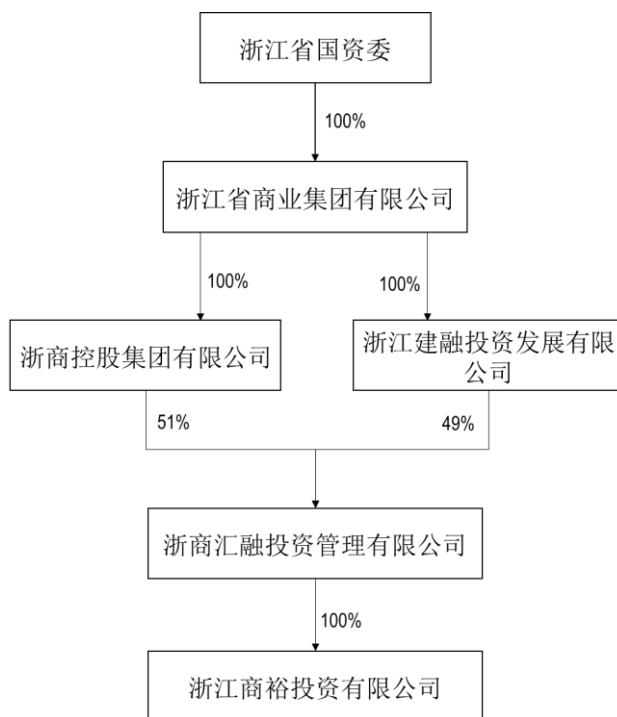 浙江省国资委
100%
浙江省商业集团有限公司
100%
100%
浙商控股集团有限公司
浙江建融投资发展有限
公司
51%
49%
浙商汇融投资管理有限公司
100%
浙江商裕投资有限公司